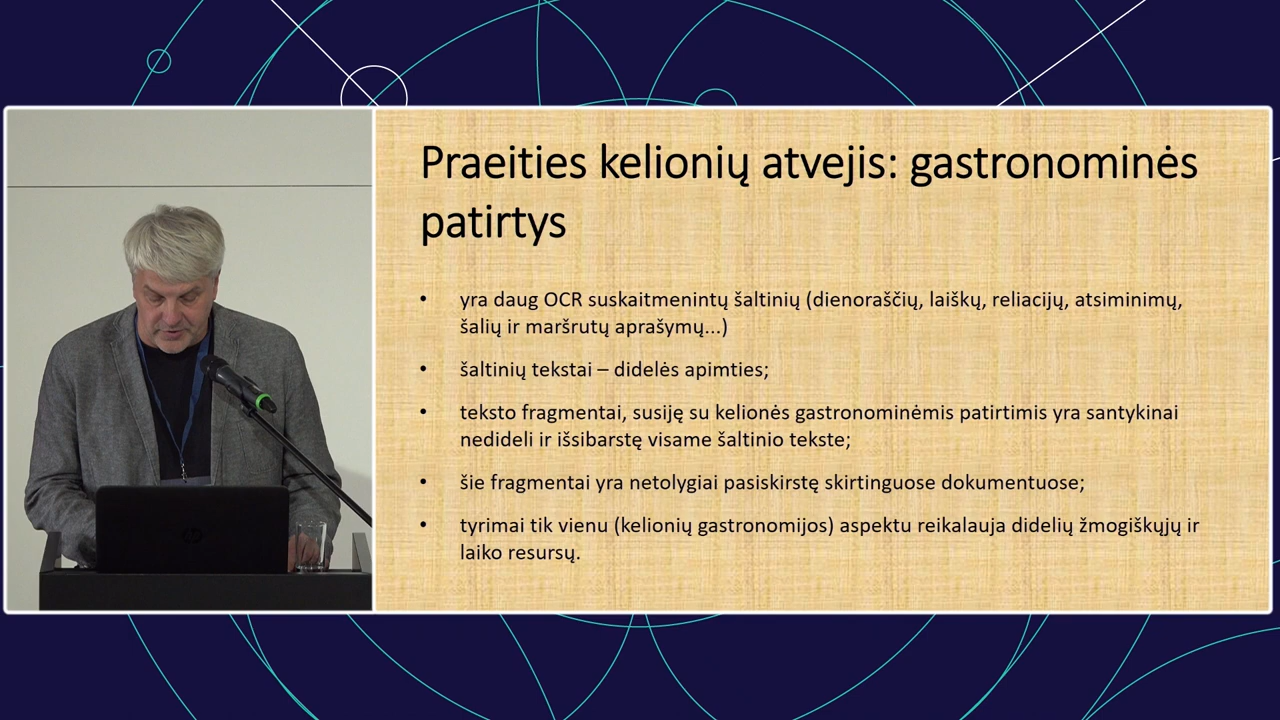 Praeities kelionių atvejis: gastronominės
patirtys
• yra daug OCR suskaitmenintų šaltinių (dienoraščių, laiškų, reliacijų, atsiminimų,
šalių ir maršrutų aprašymų...)
• šaltinių tekstai – didelės apimties;
• teksto fragmentai, susiję su kelionės gastronominėmis patirtimis yra santykinai
nedideli ir išsibarstę visame šaltinio tekste;
• šie fragmentai yra netolygiai pasiskirstę skirtinguose dokumentuose;
• tyrimai tik vienu (kelionių gastronomijos) aspektu reikalauja didelių žmogiškųjų ir
laiko resursų.